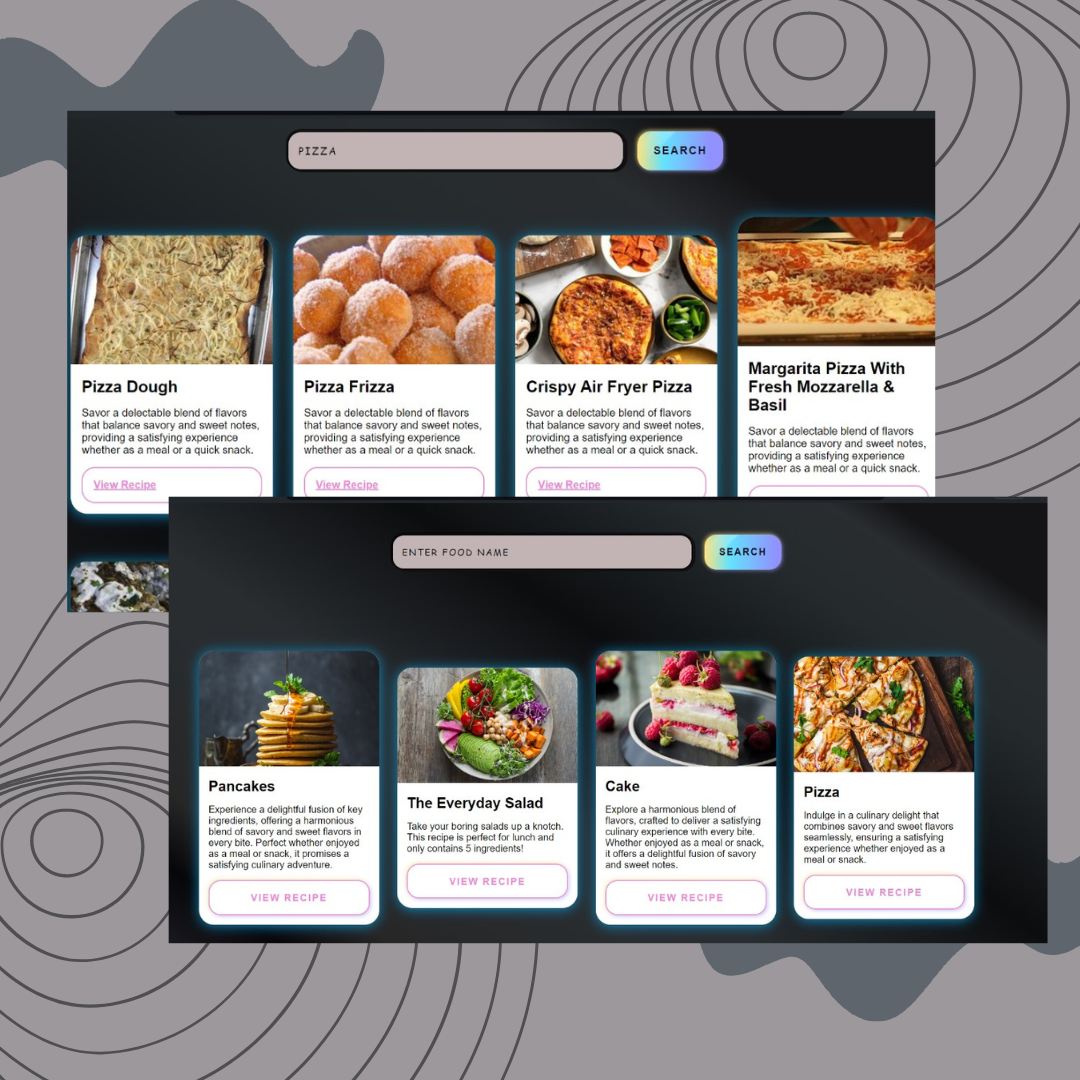 PIZZA
SEARCH
Pizza Dough
Savor a delectable blend of flavors
that balance savory and sweet notes,
providing a satisfying experience
whether as a meal or a quick snack.
View Recipe
Pizza Frizza
Savor a delectable blend of flavors
that balance savory and sweet notes,
providing a satisfying experience
whether as a meal or a quick snack.
View Recipe
Crispy Air Fryer Pizza
Savor a delectable blend of flavors
that balance savory and sweet notes,
providing a satisfying experience
whether as a meal or a quick snack.
View Recipe
Margarita Pizza With
Fresh Mozzarella &
Basil
Savor a delectable blend of flavors
that balance savory and sweet notes,
providing a satisfying experience
whether as a meal or a quick snack.
ENTER FOOD NAME
SEARCH
Pancakes
Experience a delightful fusion of key
ingredients, offering a harmonious
blend of savory and sweet flavors in
every bite. Perfect whether enjoyed
as a meal or snack, it promises a
satisfying culinary adventure.
VIEW RECIPE
The Everyday Salad
Take your boring salads up a knotch.
This recipe is perfect for lunch and
only contains 5 ingredients!
VIEW RECIPE
Cake
Explore a harmonious blend of
flavors, crafted to deliver a satisfying
culinary experience with every bite.
Whether enjoyed as a meal or snack,
it offers a delightful fusion of savory
and sweet notes.
VIEW RECIPE
Pizza
Indulge in a culinary delight that
combines savory and sweet flavors
seamlessly, ensuring a satisfying
experience whether enjoyed as a
meal or snack.
VIEW RECIPE